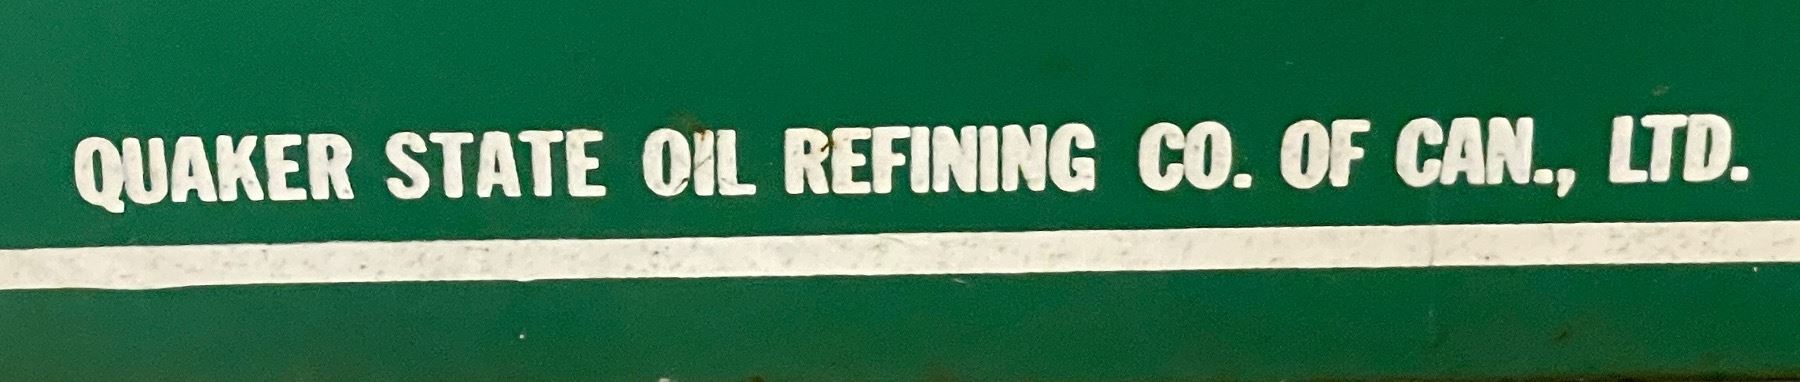 QUAKER STATE OIL REFINING CO. OF CAN., LTD.